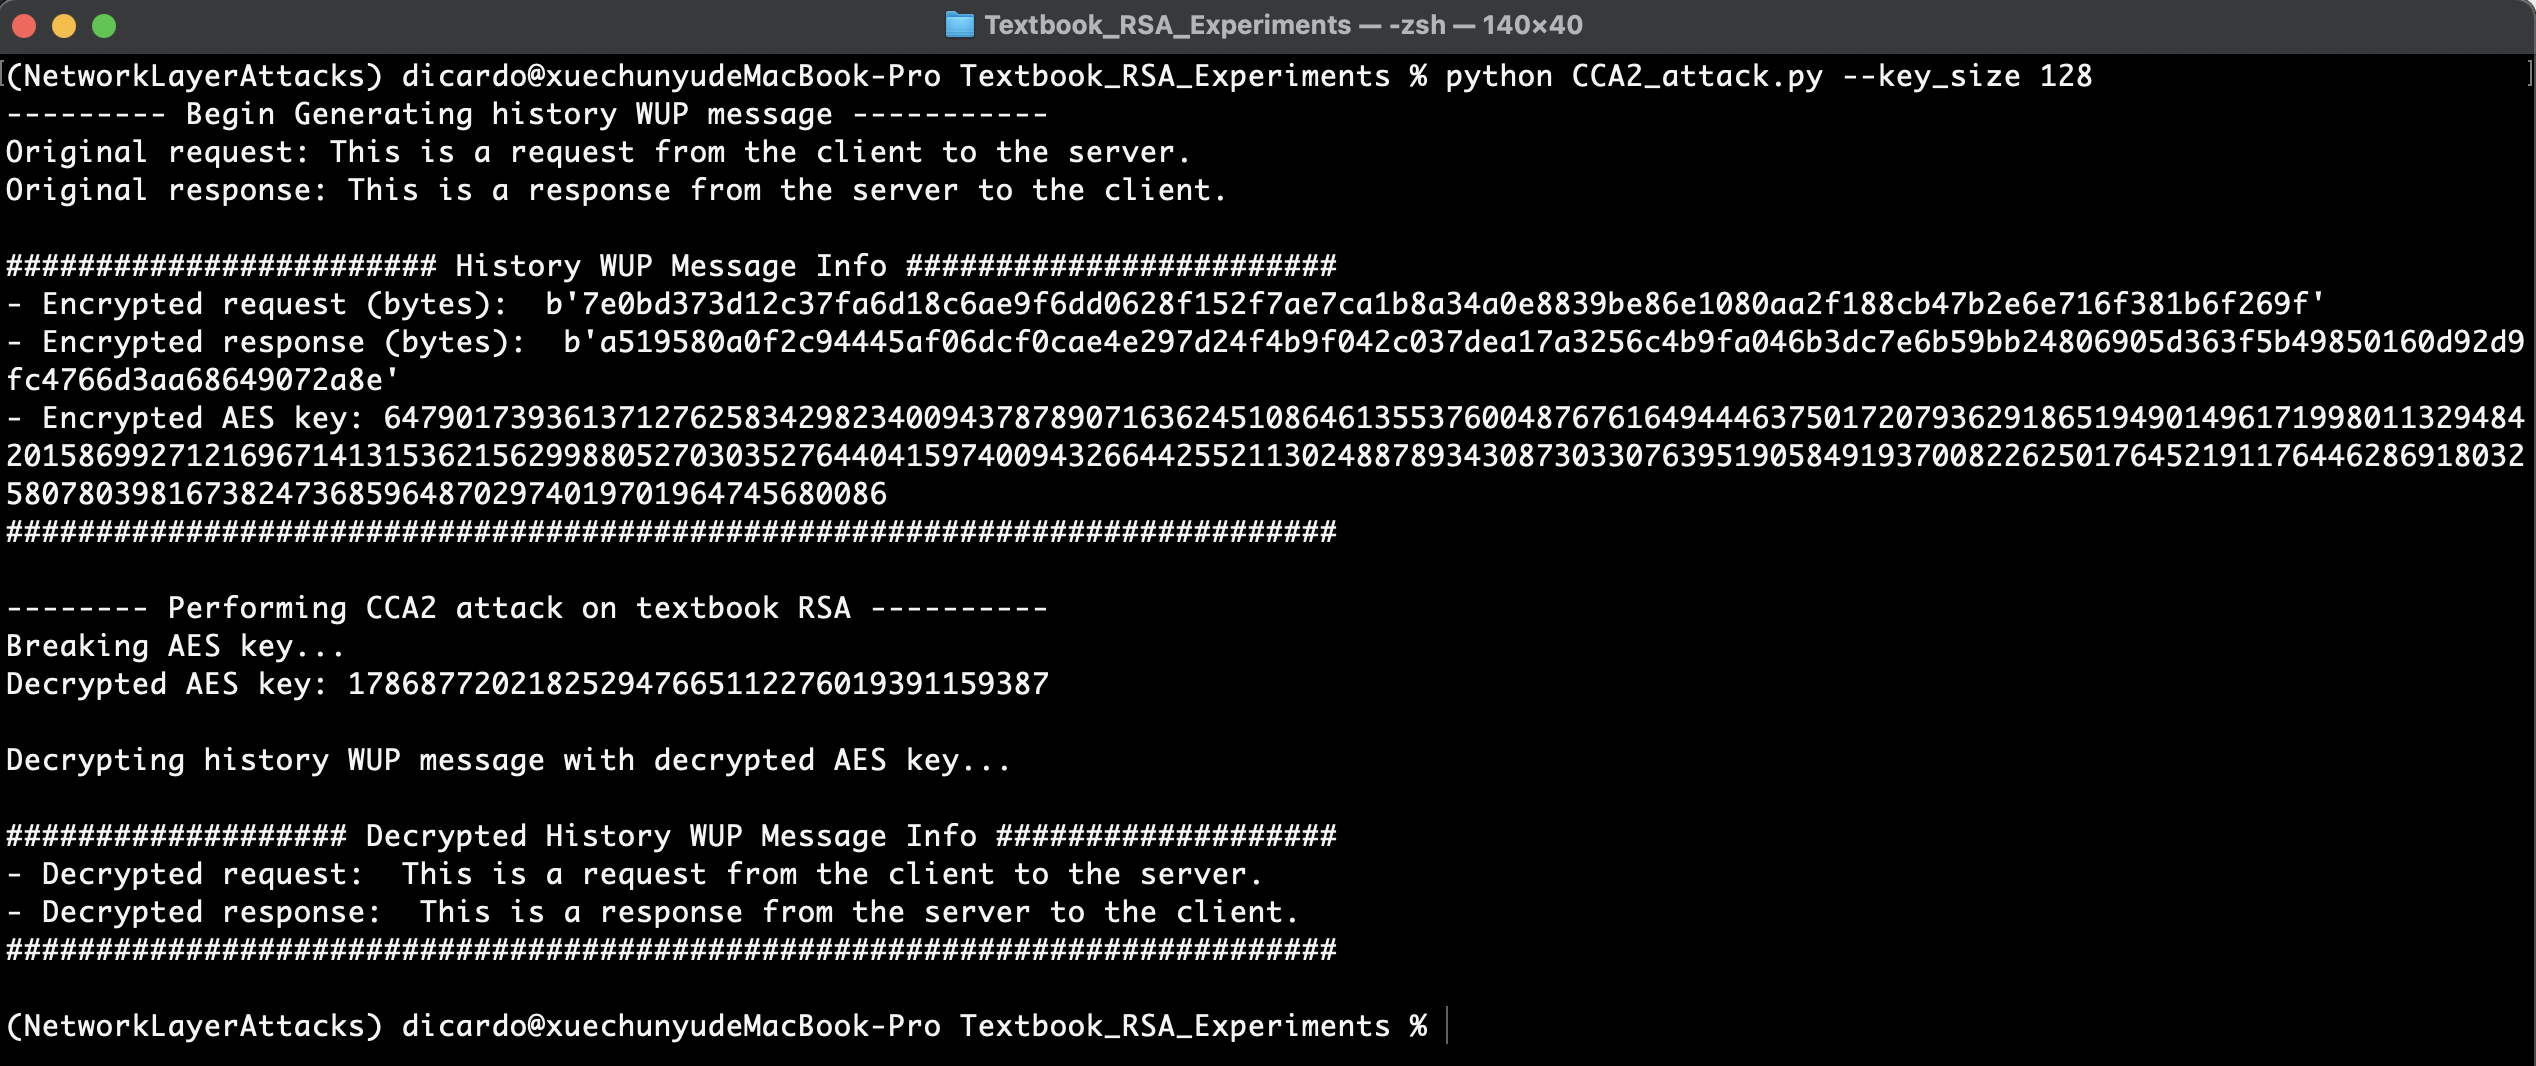 Textbook_RSA_Experiments — -zsh — 140×40
(NetworkLayerAttacks) dicardo@xuechunyudeMacBook-Pro Textbook_RSA_Experiments % python CCA2_attack.py --key_size 128
--------- Begin Generating history WUP message -----------
Original request: This is a request from the client to the server.
Original response: This is a response from the server to the client.
######################## History WUP Message Info ########################
- Encrypted request (bytes):  b'7e0bd373d12c37fa6d18c6ae9f6dd0628f152f7ae7ca1b8a34a0e8839be86e1080aa2f188cb47b2e6e716f381b6f269f'
- Encrypted response (bytes):  b'a519580a0f2c94445af06dcf0cae4e297d24f4b9f042c037dea17a3256c4b9fa046b3dc7e6b59bb24806905d363f5b49850160d92d9
fc4766d3aa68649072a8e'
- Encrypted AES key: 64790173936137127625834298234009437878907163624510864613553760048767616494446375017207936291865194901496171998011329484
20158699271216967141315362156299880527030352764404159740094326644255211302488789343087303307639519058491937008226250176452191176446286918032
5807803981673824736859648702974019701964745680086
##########################################################################
-------- Performing CCA2 attack on textbook RSA ----------
Breaking AES key...
Decrypted AES key: 178687720218252947665112276019391159387
Decrypting history WUP message with decrypted AES key...
################### Decrypted History WUP Message Info ###################
- Decrypted request:  This is a request from the client to the server.
- Decrypted response:  This is a response from the server to the client.
##########################################################################
(NetworkLayerAttacks) dicardo@xuechunyudeMacBook-Pro Textbook_RSA_Experiments %